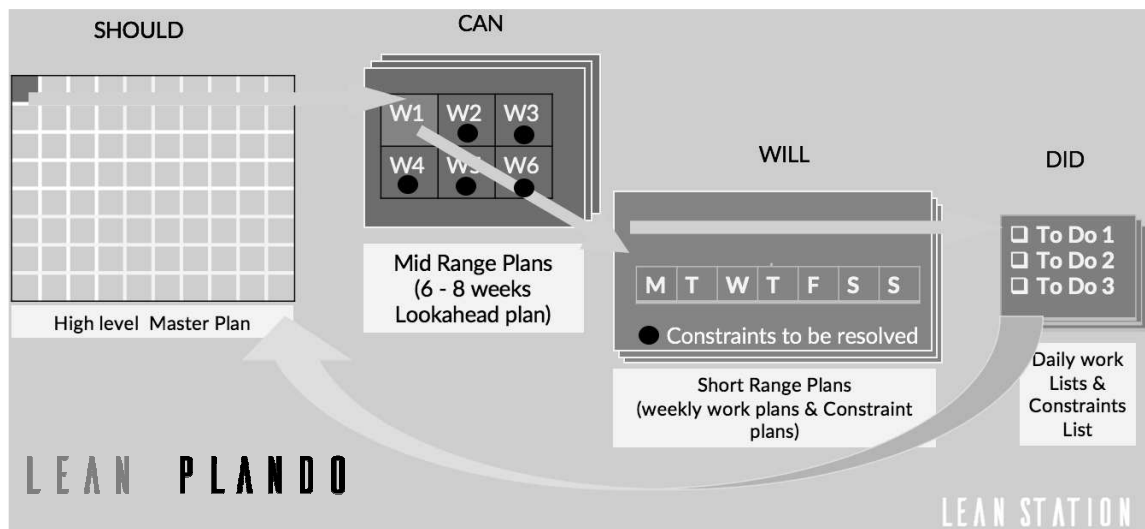 SHOULD
CAN
WILL
DID
W1 W2 W3
W4 W5 W6
High level Master Plan
Mid Range Plans
(6 - 8 weeks
Lookahead plan)
M T W T F S S
Constraints to be resolved
Short Range Plans
(weekly work plans & Constraint
plans)
To Do 1
To Do 2
To Do 3
Daily work
Lists &
Constraints
List
LEAN PLANDO
LEAN STATION